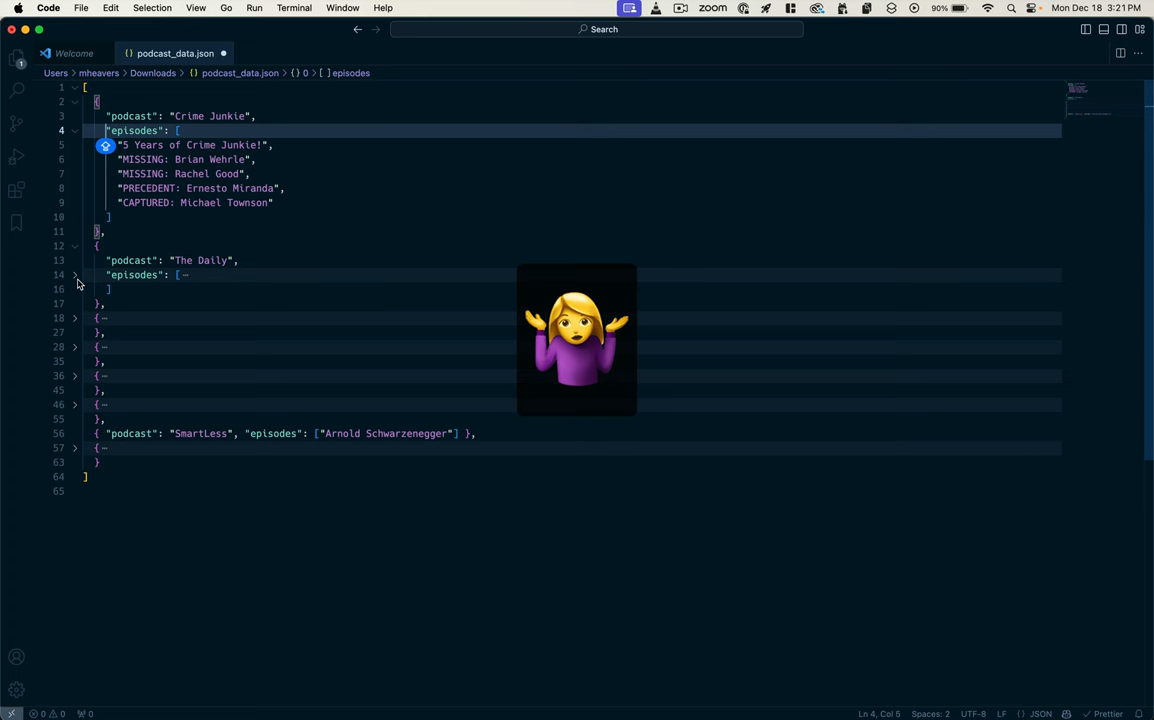 Code File Edit Selection View Go Run Terminal Window Help zoom 90% Mon Dec 18 3:21 PM
Search
Welcome {} podcast_data.json
1
Users > mheavers > Downloads > {} podcast_data.json > {} 0 > [ ] episodes
1 [
2 {
3 "podcast": "Crime Junkie",
4 "episodes": [
5 "5 Years of Crime Junkie!",
6 "MISSING: Brian Wehrle",
7 "MISSING: Rachel Good",
8 "PRECEDENT: Ernesto Miranda",
9 "CAPTURED: Michael Townson"
10 ]
11 },
12 {
13 "podcast": "The Daily",
14 "episodes": [ ⋯
16 ]
17 },
18 { ⋯
27 },
28 { ⋯
35 },
36 { ⋯
45 },
46 { ⋯
55 },
56 { "podcast": "SmartLess", "episodes": ["Arnold Schwarzenegger"] },
57 { ⋯
63 }
64 ]
65
0 0 0 Ln 4, Col 5 Spaces: 2 UTF-8 LF {} JSON Prettier